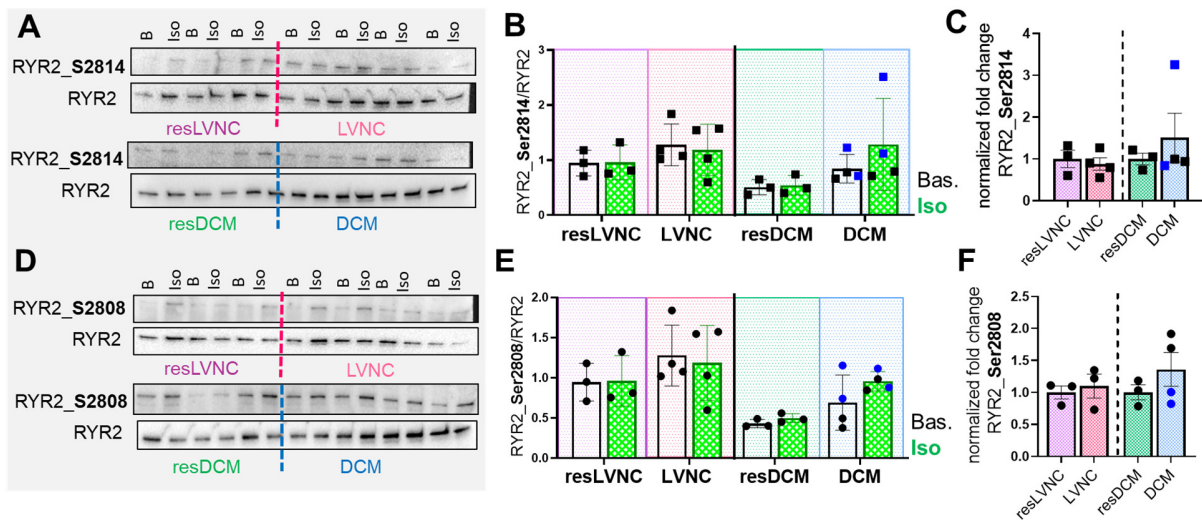 A
B Iso B Iso B Iso B Iso B Iso B Iso
RYR2_S2814
RYR2
resLVNC LVNC
RYR2_S2814
RYR2
resDCM DCM
B
RYR2_Ser2814/RYR2
3
2
1
0
resLVNC LVNC resDCM DCM
Bas.
Iso
C
normalized fold change
RYR2_Ser2814
4
3
2
1
0
resLVNC LVNC resDCM DCM
D
B Iso B Iso B Iso B Iso B Iso B Iso
RYR2_S2808
RYR2
resLVNC LVNC
RYR2_S2808
RYR2
resDCM DCM
E
RYR2_Ser2808/RYR2
2.0
1.5
1.0
0.5
0.0
resLVNC LVNC resDCM DCM
Bas.
Iso
F
normalized fold change
RYR2_Ser2808
2.5
2.0
1.5
1.0
0.5
0.0
resLVNC LVNC resDCM DCM